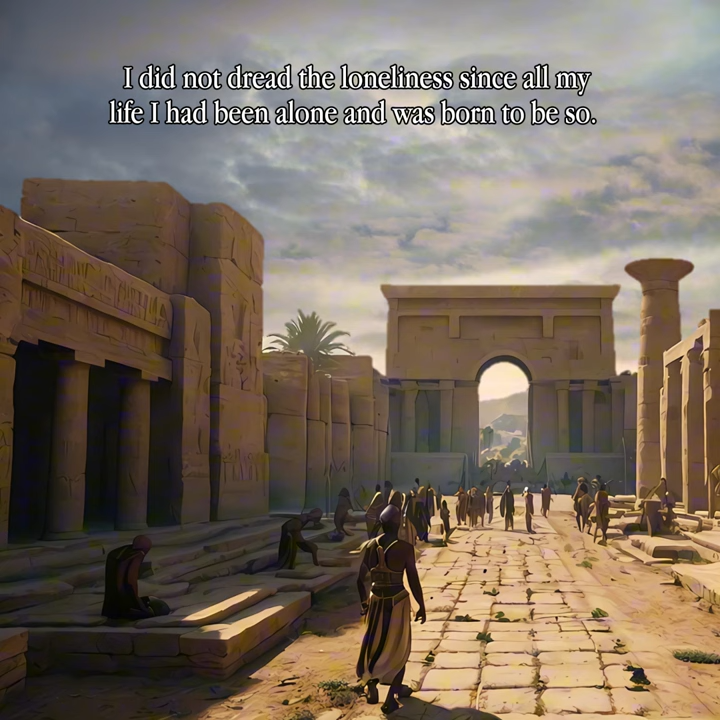 I did not dread the loneliness since all my
life I had been alone and was born to be so.